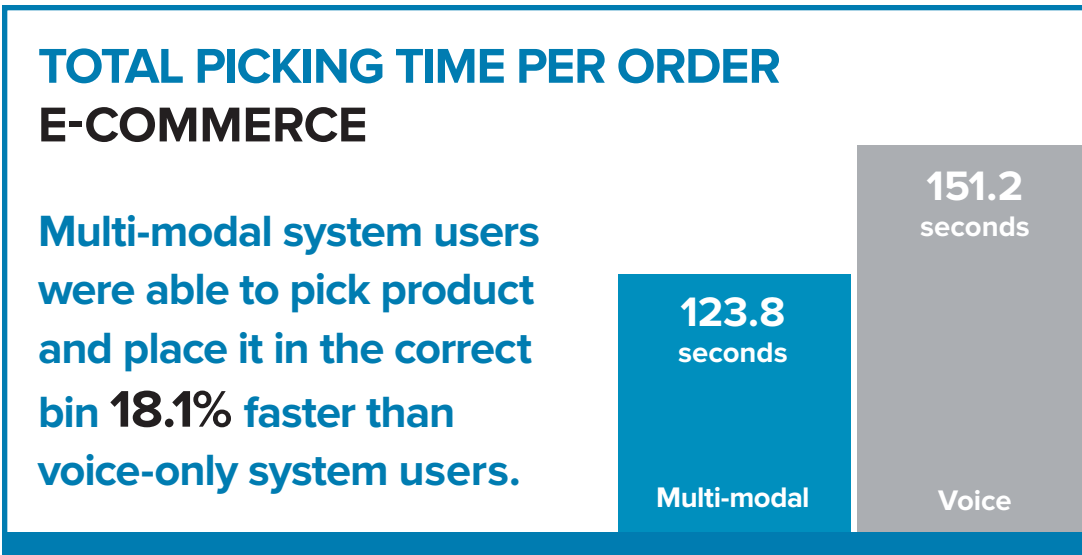 TOTAL PICKING TIME PER ORDER
E-COMMERCE
Multi-modal system users
were able to pick product
and place it in the correct
bin 18.1% faster than
voice-only system users.
123.8
seconds
Multi-modal
151.2
seconds
Voice